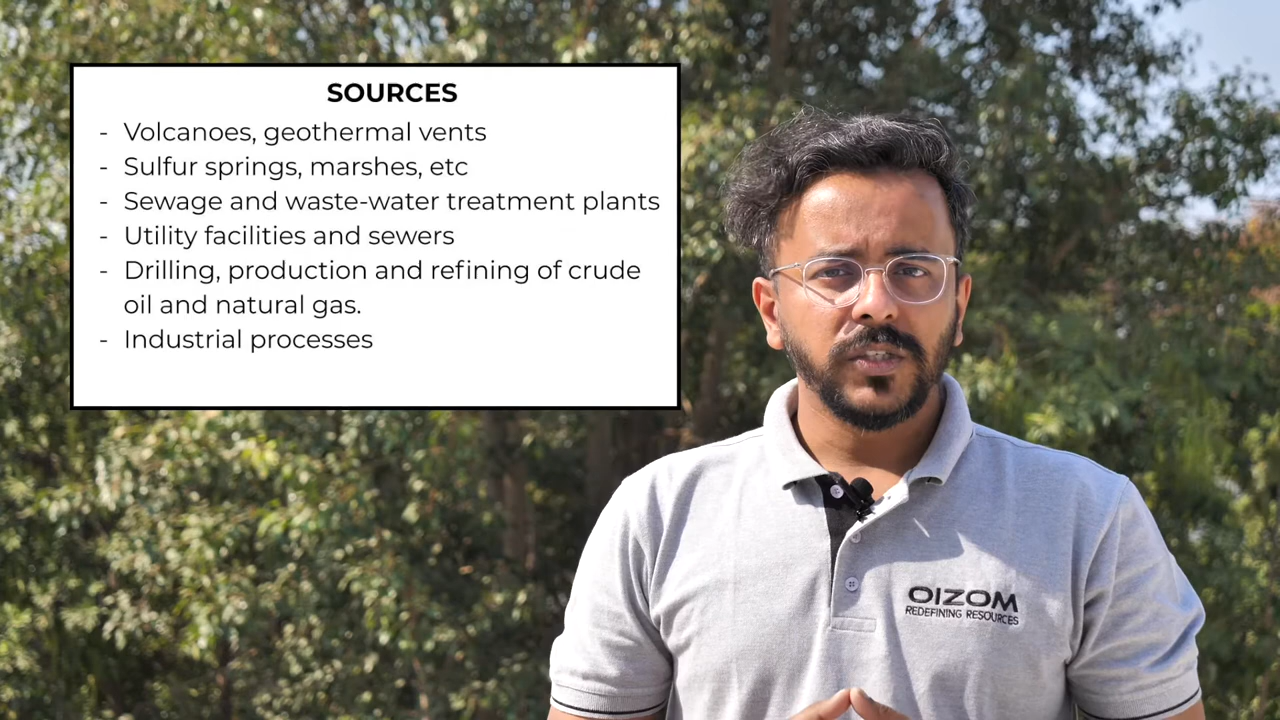 SOURCES
- Volcanoes, geothermal vents
- Sulfur springs, marshes, etc
- Sewage and waste-water treatment plants
- Utility facilities and sewers
- Drilling, production and refining of crude
oil and natural gas.
- Industrial processes
OIZOM
REDEFINING RESOURCES